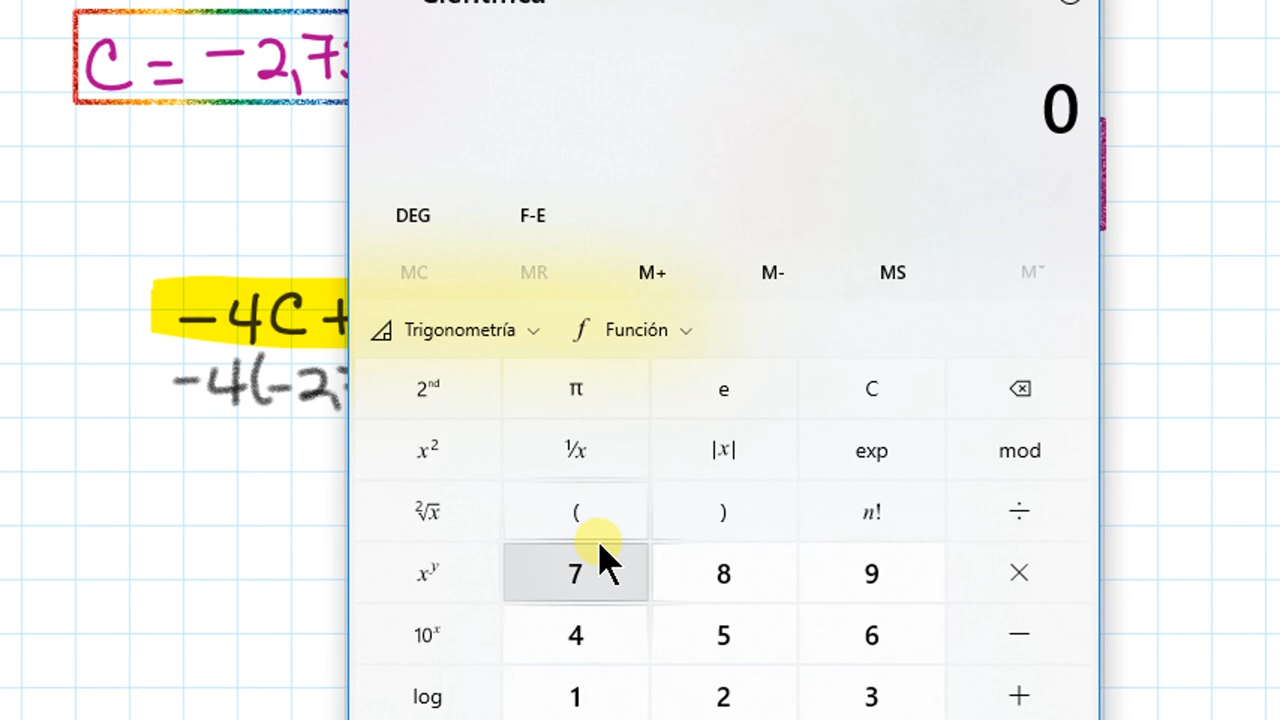 C = -2,7
Científica
0
DEG F-E
MC MR M+ M- MS M˅
Trigonometría Función
2ⁿᵈ π e C
-4C +
x² ¹⁄x |x| exp mod
-4(-2,
²√x ( ) n! ÷
xʸ 7 8 9 ×
10ˣ 4 5 6 −
log 1 2 3 +